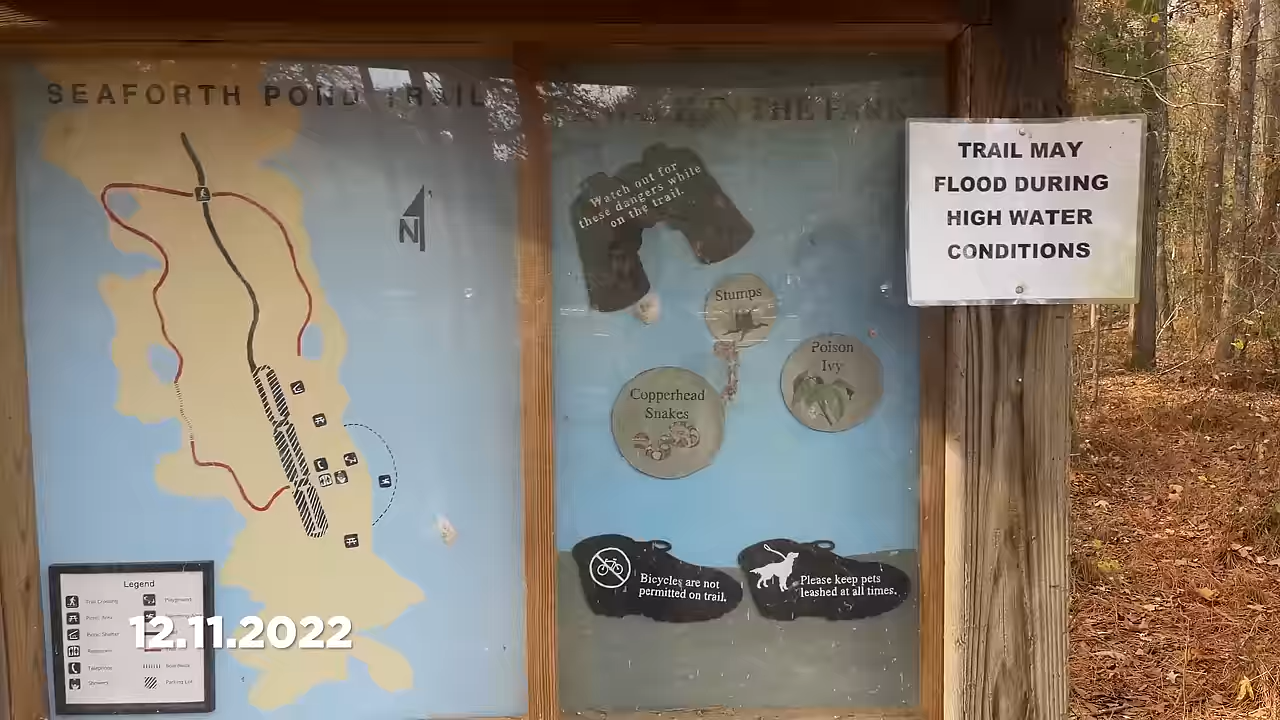 SEAFORTH POND TRAIL
N
Legend
Trail Crossing
Playground
Picnic Area
Picnic Shelter
Restroom
Telephone
Boardwalk
Showers
Parking Lot
12.11.2022
WALK IN THE PARK
Watch out for
these dangers while
on the trail.
Stumps
Poison
Ivy
Copperhead
Snakes
Bicycles are not
permitted on trail.
Please keep pets
leashed at all times.
TRAIL MAY
FLOOD DURING
HIGH WATER
CONDITIONS